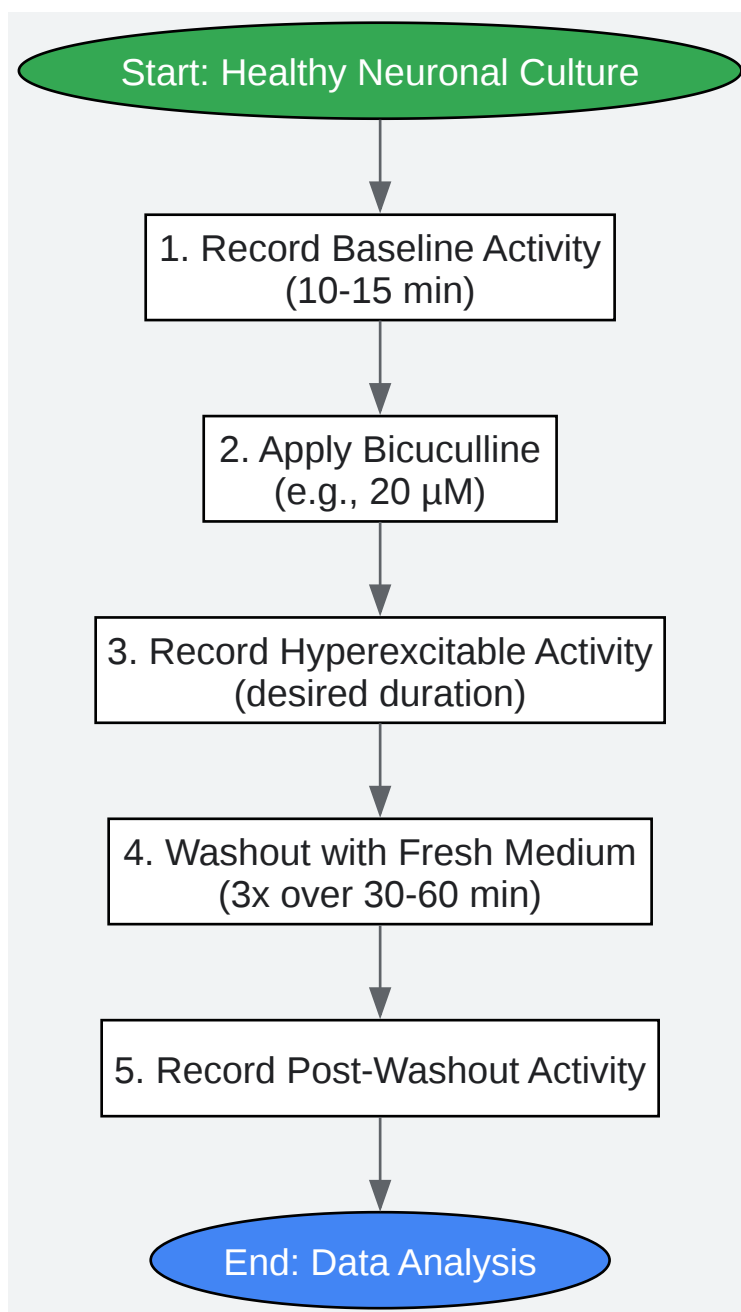 Start: Healthy Neuronal Culture
1. Record Baseline Activity
(10-15 min)
2. Apply Bicuculline
(e.g., 20 µM)
3. Record Hyperexcitable Activity
(desired duration)
4. Washout with Fresh Medium
(3x over 30-60 min)
5. Record Post-Washout Activity
End: Data Analysis